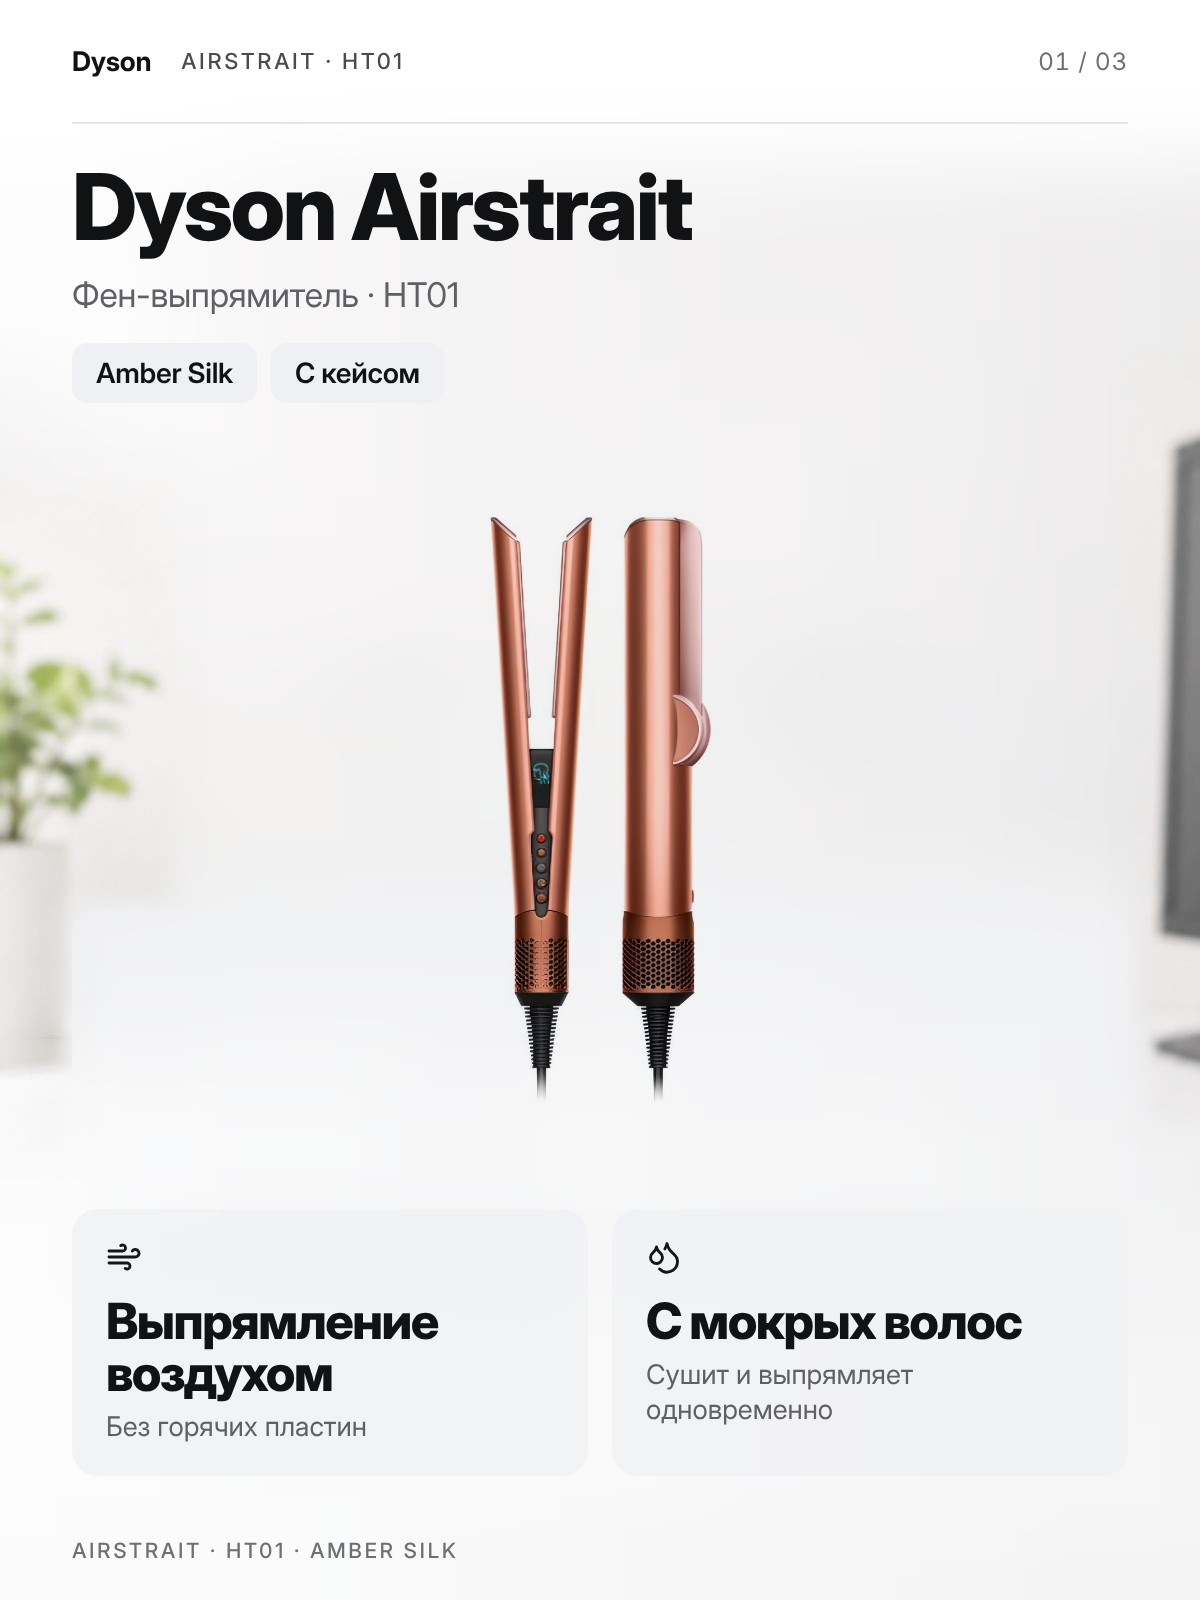 Dyson AIRSTRAIT · HT01 01 / 03
Dyson Airstrait
Фен-выпрямитель · HT01
Amber Silk С кейсом
Выпрямление
воздухом
Без горячих пластин
С мокрых волос
Сушит и выпрямляет
одновременно
AIRSTRAIT · HT01 · AMBER SILK